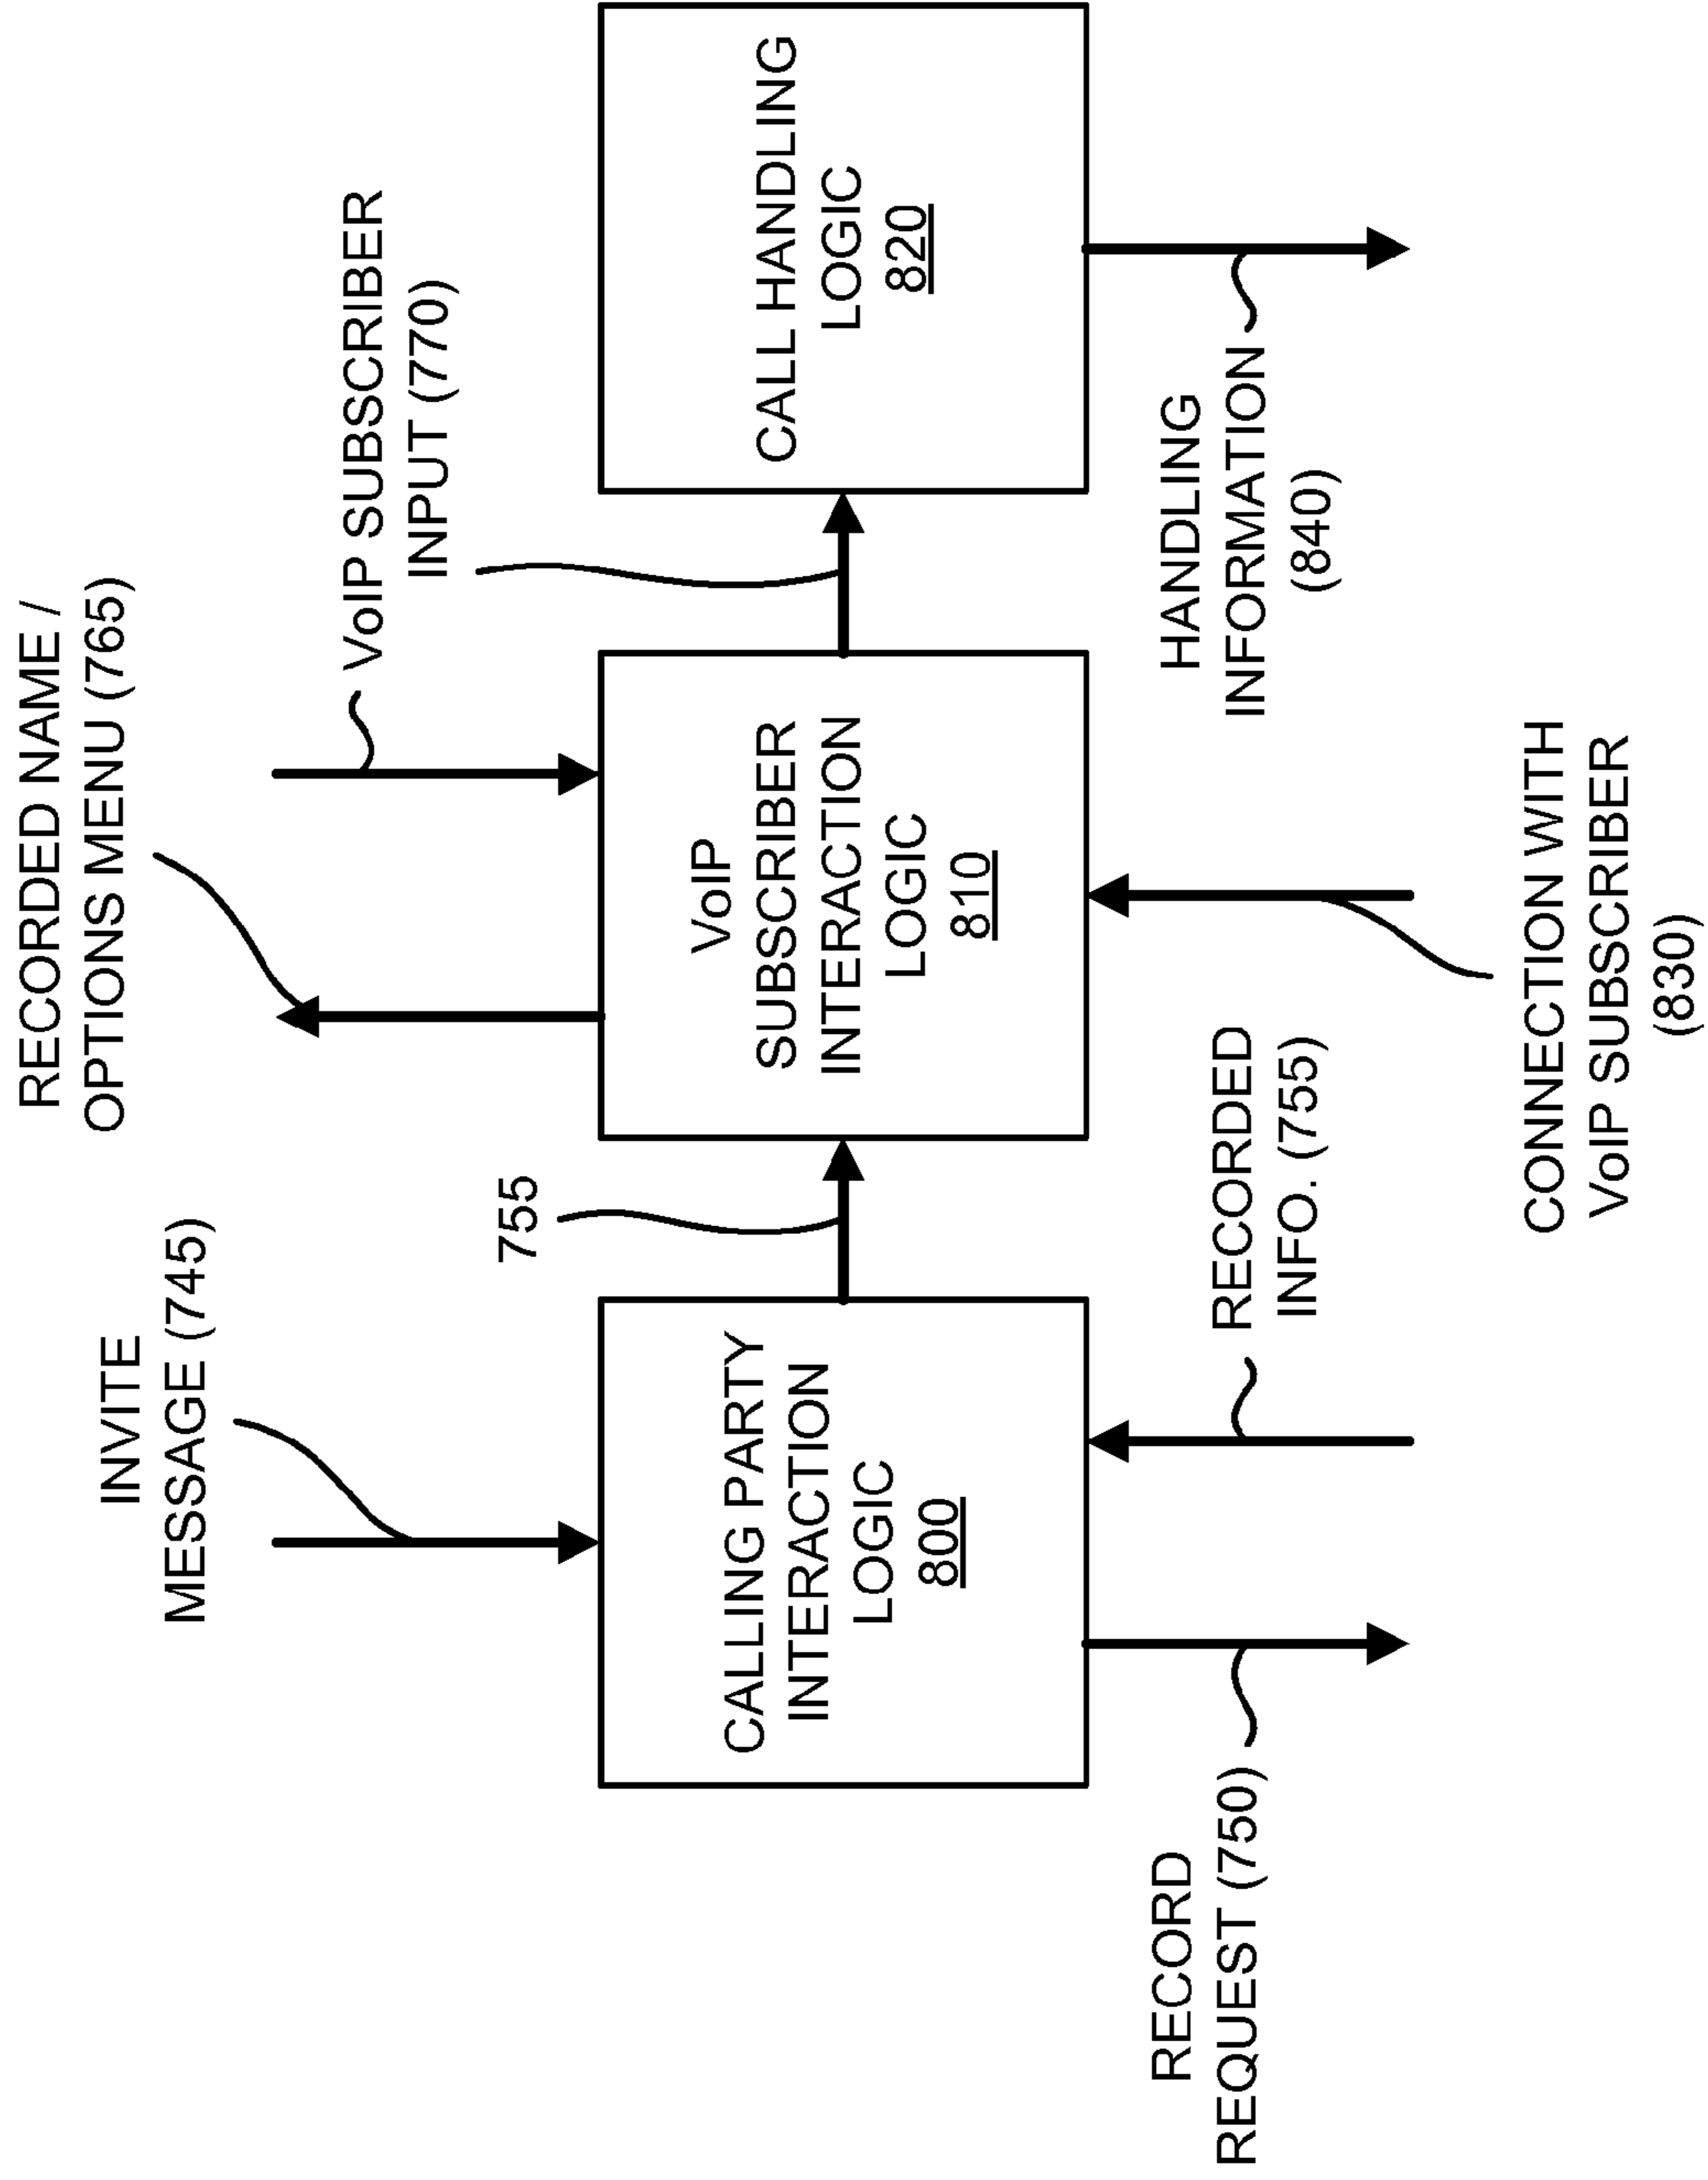 INVITE
MESSAGE (745)
RECORDED NAME /
OPTIONS MENU (765)
VoIP SUBSCRIBER
INPUT (770)
755
CALLING PARTY
INTERACTION
LOGIC
800
VoIP
SUBSCRIBER
INTERACTION
LOGIC
810
CALL HANDLING
LOGIC
820
RECORD
REQUEST (750)
RECORDED
INFO. (755)
CONNECTION WITH
VoIP SUBSCRIBER
(830)
HANDLING
INFORMATION
(840)